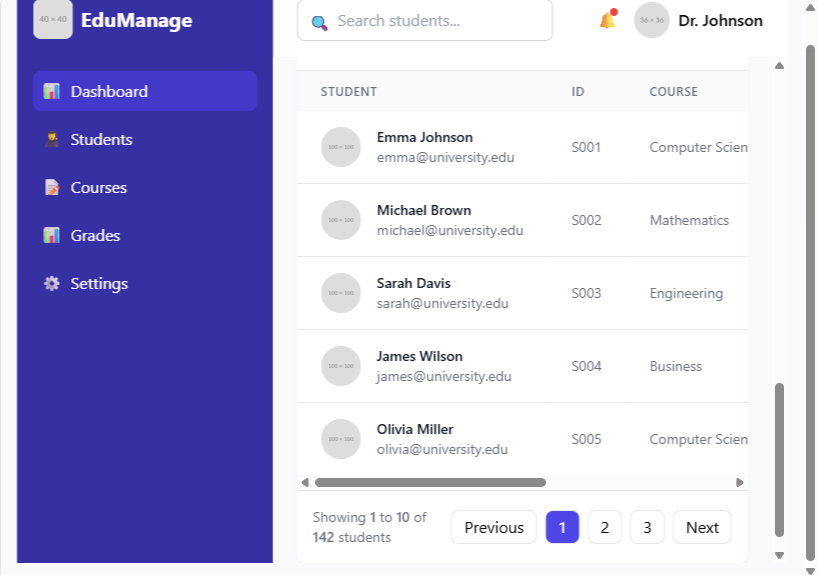 40 × 40
EduManage
Search students...
36 × 36
Dr. Johnson
Dashboard
Students
Courses
Grades
Settings
STUDENT ID COURSE
100 × 100
Emma Johnson
emma@university.edu
S001
Computer Scien
100 × 100
Michael Brown
michael@university.edu
S002
Mathematics
100 × 100
Sarah Davis
sarah@university.edu
S003
Engineering
100 × 100
James Wilson
james@university.edu
S004
Business
100 × 100
Olivia Miller
olivia@university.edu
S005
Computer Scien
Showing 1 to 10 of
142 students
Previous 1 2 3 Next